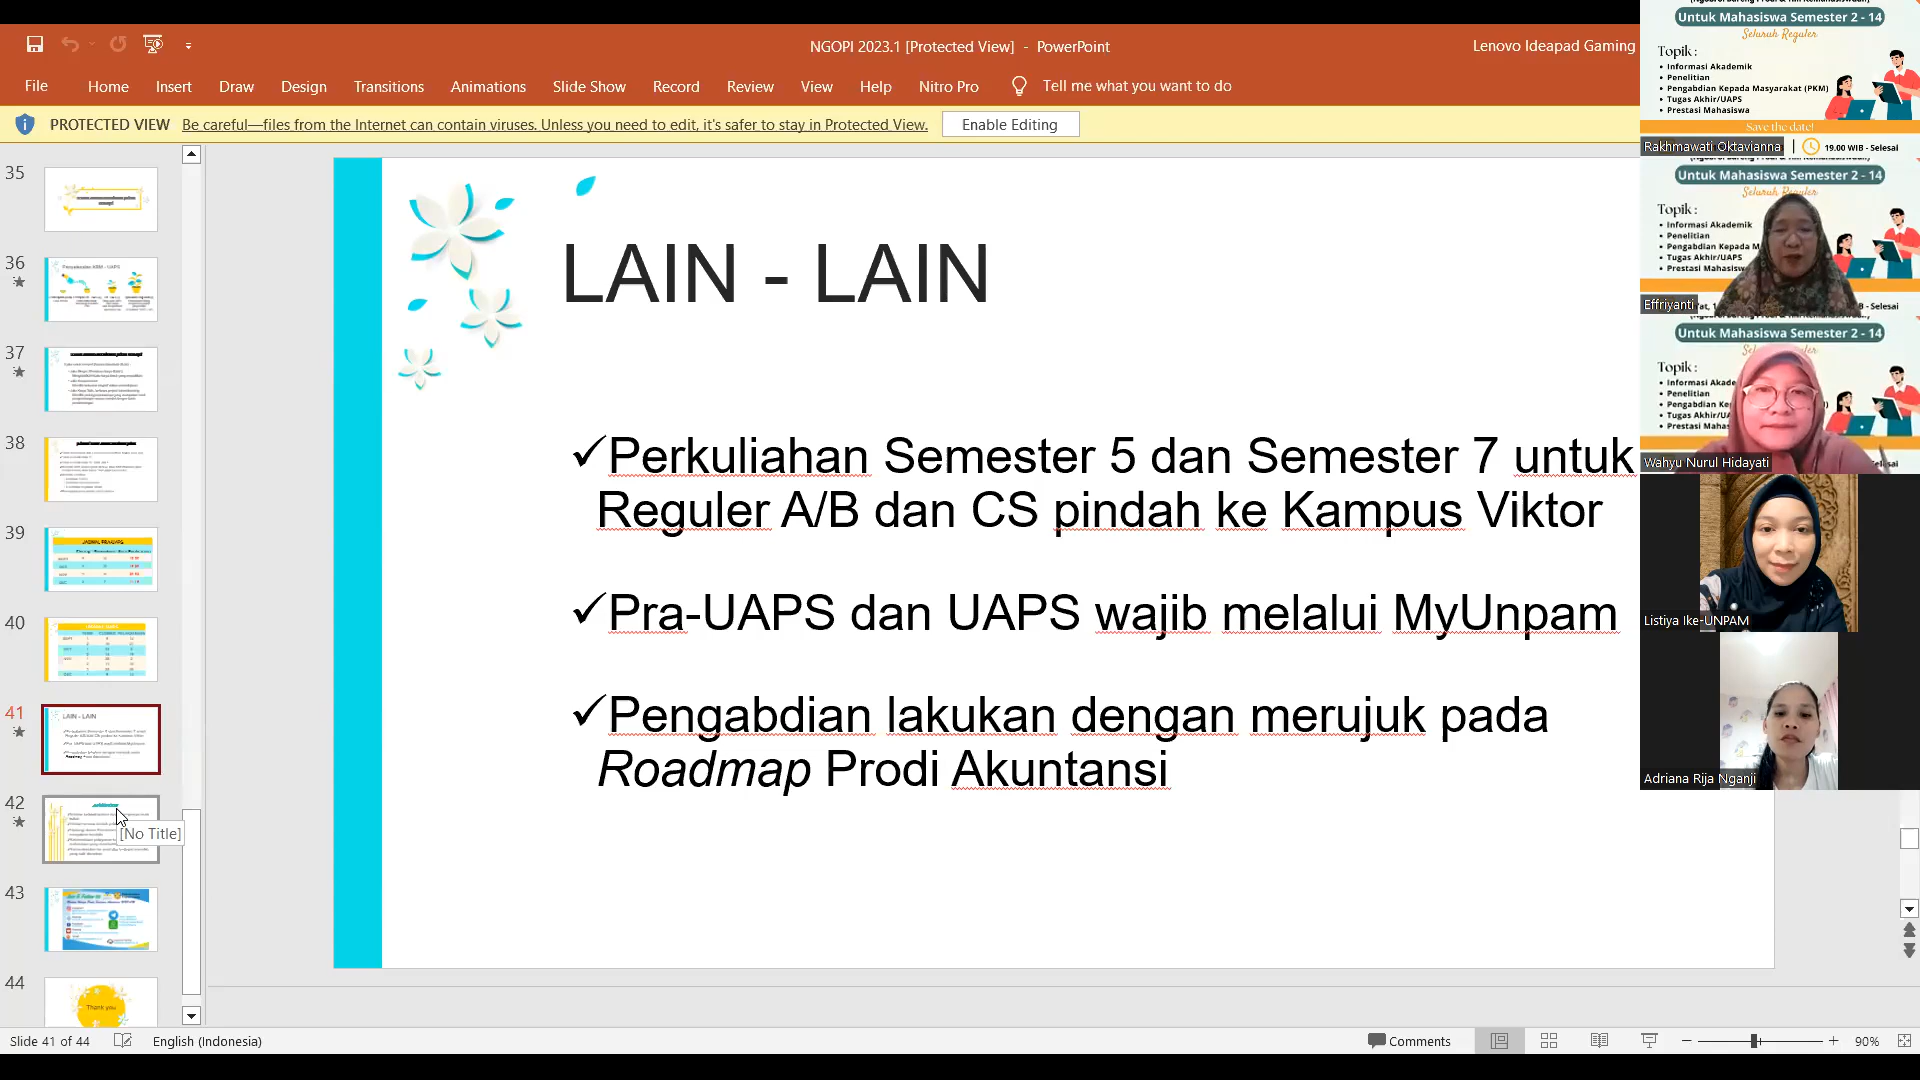 NGOPI 2023.1 [Protected View] - PowerPoint
Lenovo Ideapad Gaming
File Home Insert Draw Design Transitions Animations Slide Show Record Review View Help Nitro Pro Tell me what you want to do
PROTECTED VIEW Be careful—files from the Internet can contain viruses. Unless you need to edit, it's safer to stay in Protected View. Enable Editing
35
36
37
38
39
JADWAL PRAUAPS
40
41
LAIN - LAIN
42
[No Title]
43
44
Thank you
LAIN - LAIN
✓Perkuliahan Semester 5 dan Semester 7 untuk
Reguler A/B dan CS pindah ke Kampus Viktor
✓Pra-UAPS dan UAPS wajib melalui MyUnpam
✓Pengabdian lakukan dengan merujuk pada
Roadmap Prodi Akuntansi
Untuk Mahasiswa Semester 2 - 14
Seluruh Reguler
Topik :
• Informasi Akademik
• Penelitian
• Pengabdian Kepada Masyarakat (PKM)
• Tugas Akhir/UAPS
• Prestasi Mahasiswa
Save the date!
Rakhmawati Oktavianna
19.00 WIB - Selesai
Untuk Mahasiswa Semester 2 - 14
Seluruh Reguler
Topik :
• Informasi Akademik
• Penelitian
• Pengabdian Kepada M
• Tugas Akhir/UAPS
• Prestasi Mahasisw
Effriyanti
B - Selesai
Untuk Mahasiswa Semester 2 - 14
Topik :
• Informasi Akade
• Penelitian
• Pengabdian Ke
• Tugas Akhir/UA
• Prestasi Mahas
Wahyu Nurul Hidayati
Listiya Ike-UNPAM
Adriana Rija Nganji
Slide 41 of 44 English (Indonesia)
Comments
90%